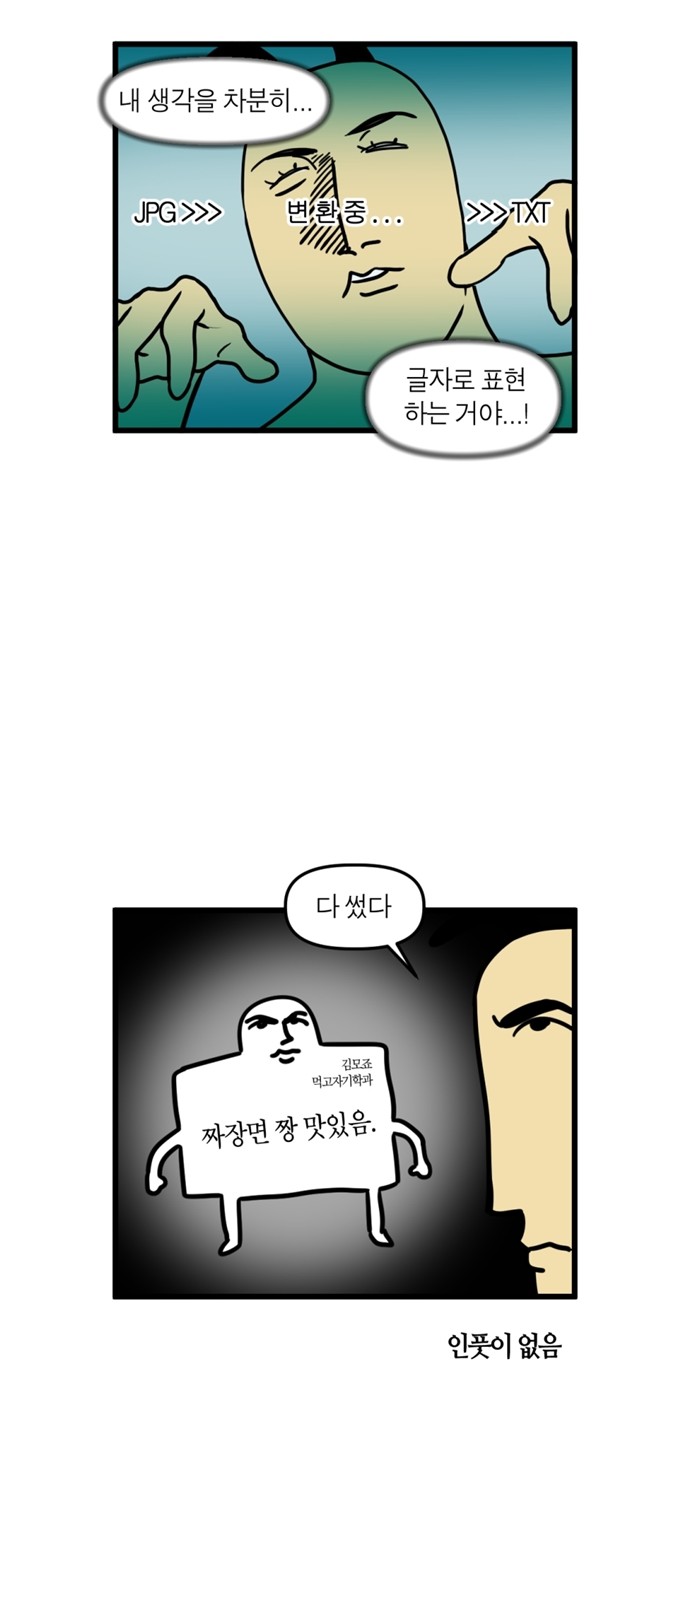 내 생각을 차분히...
JPG >>> 변환중... >>> TXT
글자로 표현
하는 거야...!
다 썼다
김모죠
먹고자기학과
짜장면 짱 맛있음.
인풋이 없음